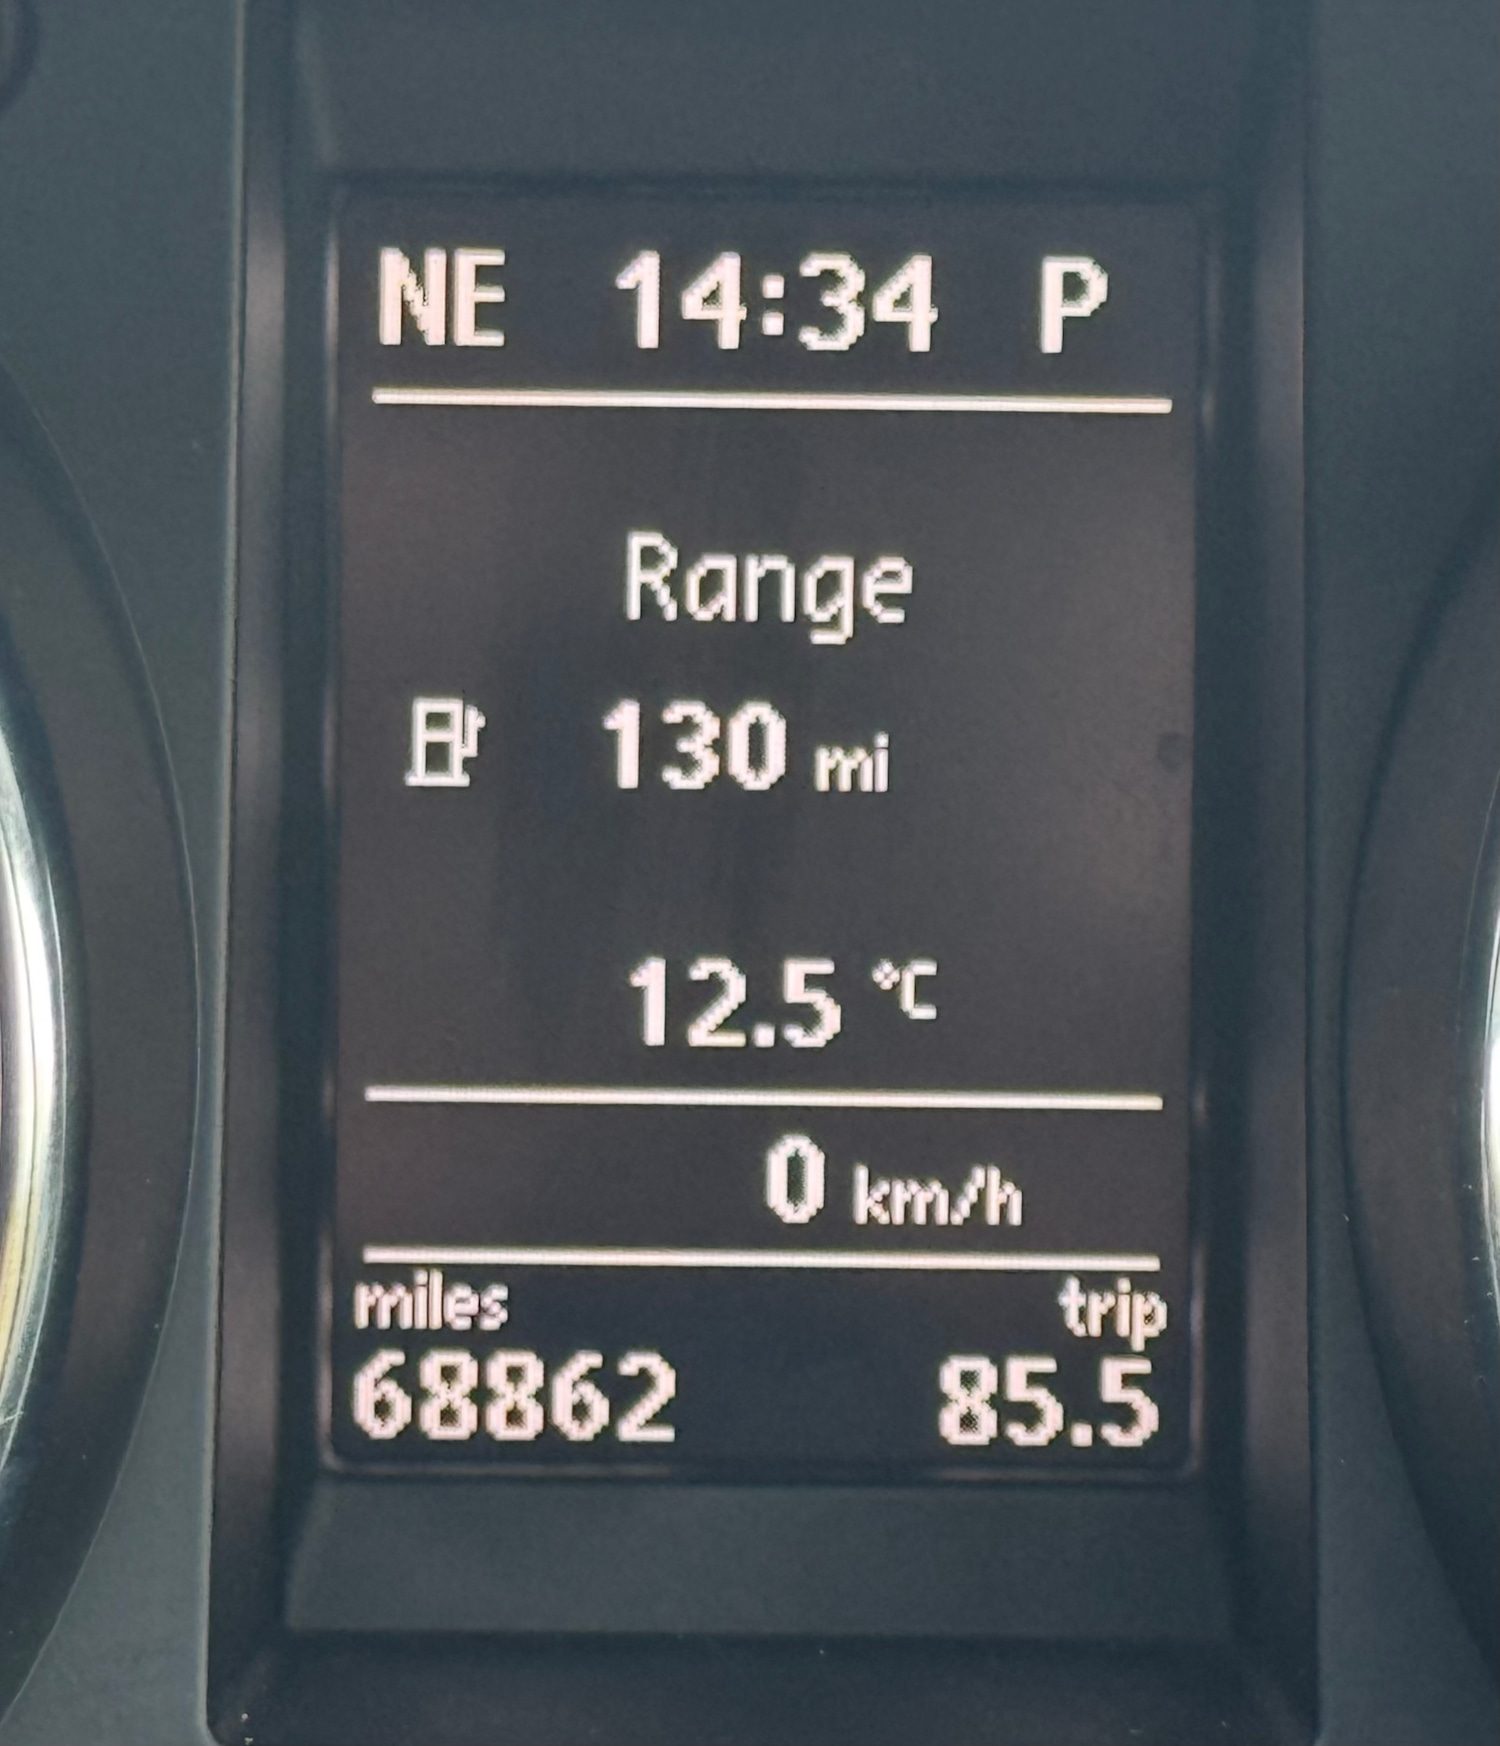 NE 14:34 P
Range
130 mi
12.5 °C
0 km/h
miles trip
68862 85.5